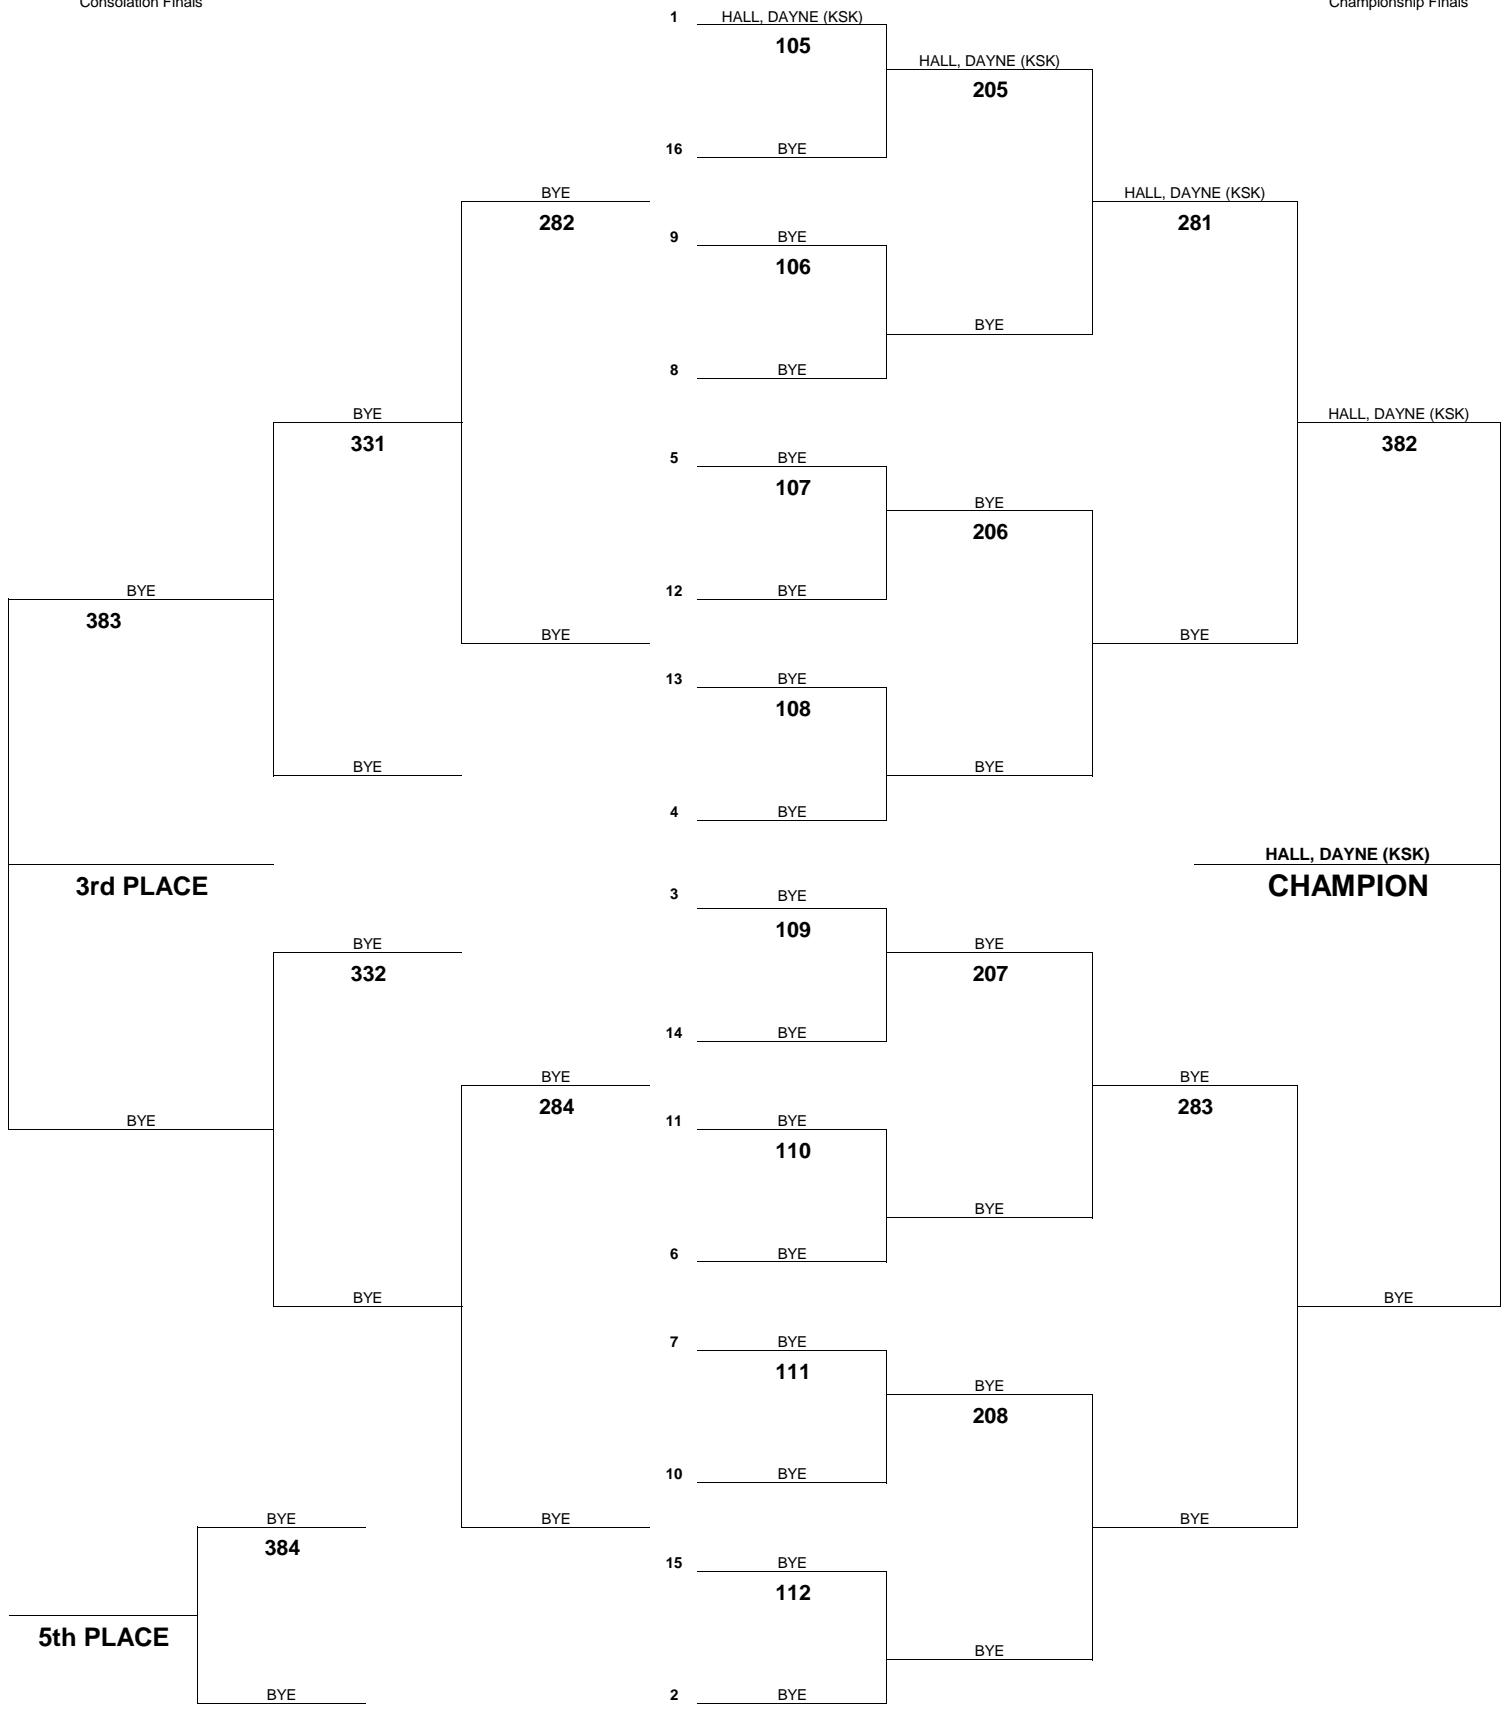 Consolation Finals
Championship Finals
1 HALL, DAYNE (KSK)
105
HALL, DAYNE (KSK)
205
16 BYE
BYE
282
HALL, DAYNE (KSK)
281
9 BYE
106
BYE
8 BYE
BYE
331
HALL, DAYNE (KSK)
382
5 BYE
107
BYE
206
12 BYE
BYE
383
BYE
BYE
13 BYE
108
BYE
BYE
4 BYE
HALL, DAYNE (KSK)
CHAMPION
3rd PLACE
3 BYE
109
BYE
332
BYE
207
14 BYE
BYE
284
BYE
283
11 BYE
110
BYE
BYE
6 BYE
BYE
BYE
7 BYE
111
BYE
208
10 BYE
BYE
384
BYE
BYE
15 BYE
112
5th PLACE
BYE
BYE
2 BYE